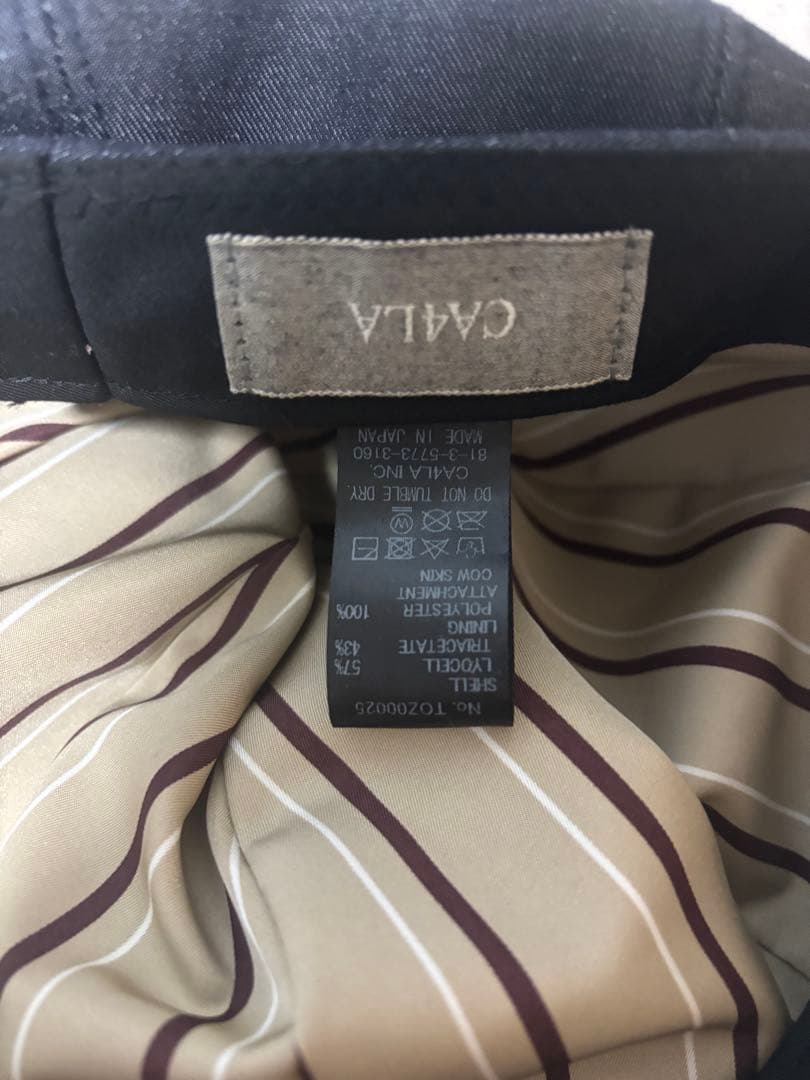 CA4LA
No. TOZ00025
SHELL
LYOCELL 57%
TRIACETATE 43%
LINING
POLYESTER 100%
ATTACHMENT
COW SKIN
W
DO NOT TUMBLE DRY.
CA4LA INC.
81-3-5773-3160
MADE IN JAPAN